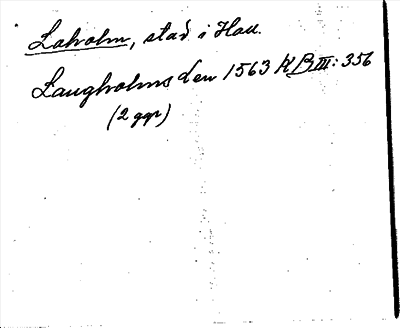 Laholm, stad i Hall.
Laugholms len 1563 KB III: 356
(2 ggr)